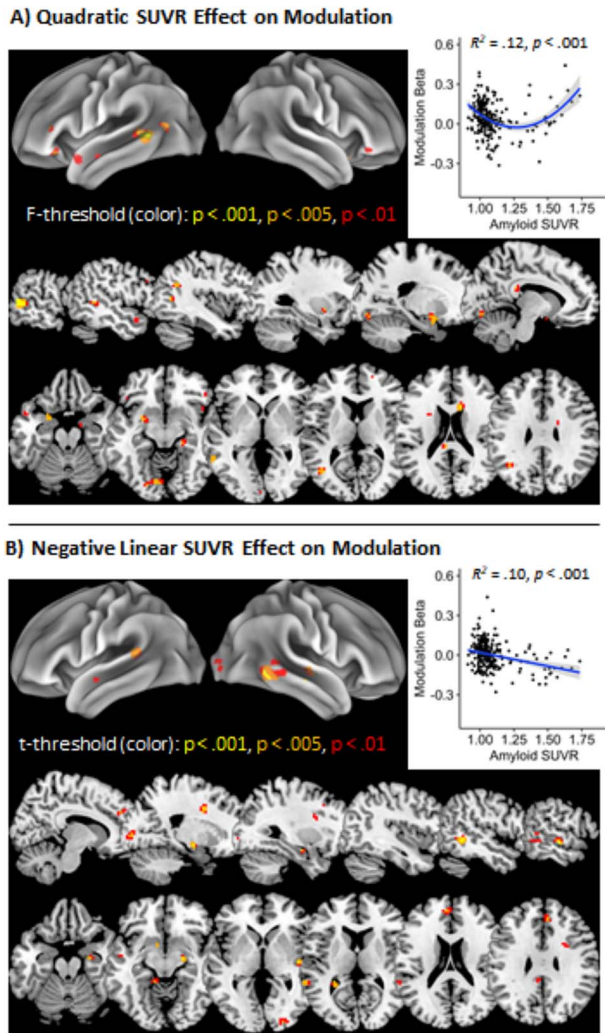 A) Quadratic SUVR Effect on Modulation
R² = .12, p < .001
0.6
0.3
0.0
-0.3
Modulation Beta
1.00 1.25 1.50 1.75
Amyloid SUVR
F-threshold (color): p < .001, p < .005, p < .01
B) Negative Linear SUVR Effect on Modulation
R² = .10, p < .001
0.6
0.3
0.0
-0.3
Modulation Beta
1.00 1.25 1.50 1.75
Amyloid SUVR
t-threshold (color): p < .001, p < .005, p < .01